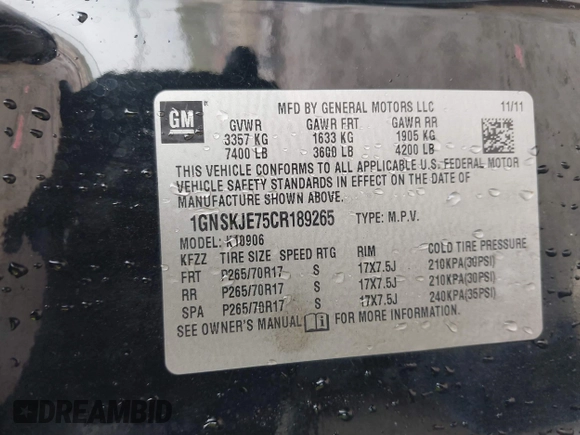 GM
MFD BY GENERAL MOTORS LLC 11/11
GVWR GAWR FRT GAWR RR
3357 KG 1633 KG 1905 KG
7400 LB 3600 LB 4200 LB
THIS VEHICLE CONFORMS TO ALL APPLICABLE U.S. FEDERAL MOTOR
VEHICLE SAFETY STANDARDS IN EFFECT ON THE DATE OF
MANUFACTURE SHOWN ABOVE.
1GNSKJE75CR189265 TYPE: M.P.V.
MODEL: K10906
KFZZ TIRE SIZE SPEED RTG RIM COLD TIRE PRESSURE
FRT P265/70R17 S 17X7.5J 210KPA(30PSI)
RR P265/70R17 S 17X7.5J 210KPA(30PSI)
SPA P265/70R17 S 17X7.5J 240KPA(35PSI)
SEE OWNER'S MANUAL FOR MORE INFORMATION.
DREAMBID